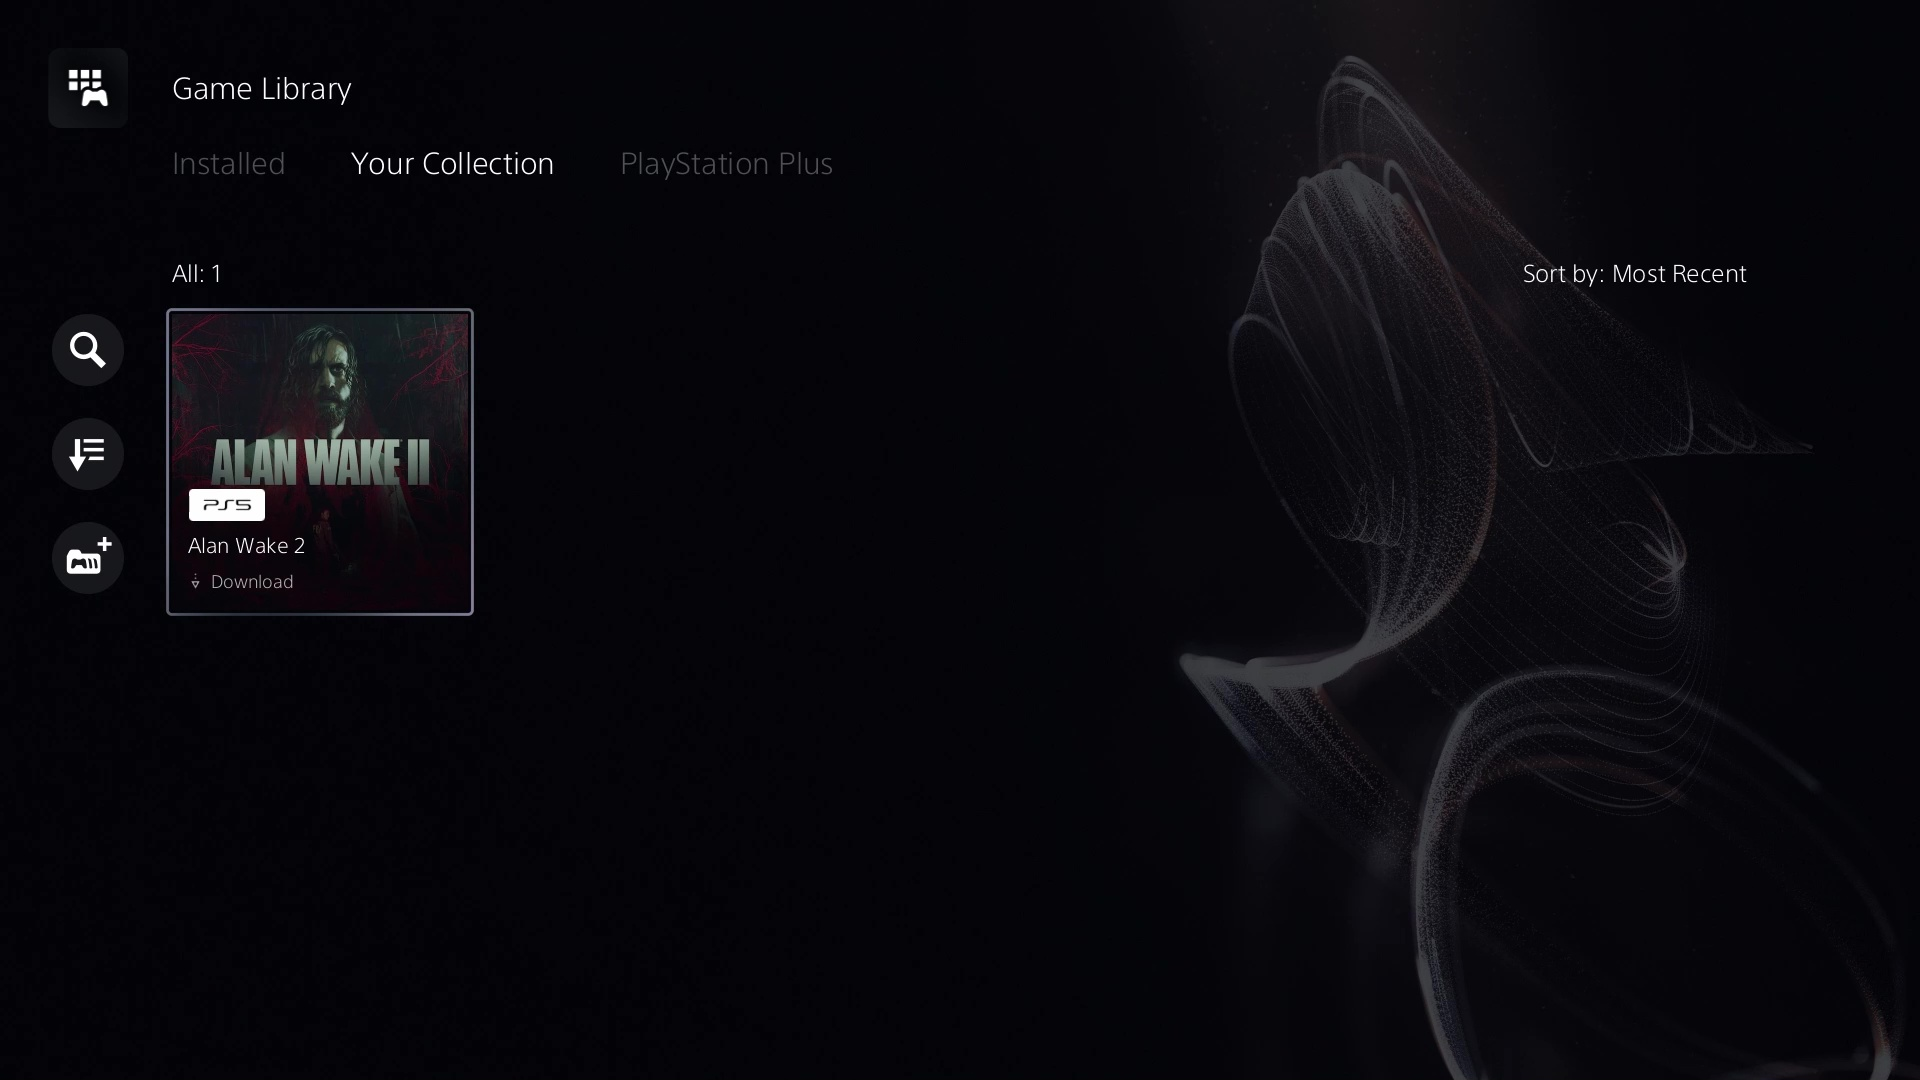 Game Library
Installed Your Collection PlayStation Plus
All: 1
Sort by: Most Recent
ALAN WAKE II
PS5
Alan Wake 2
Download